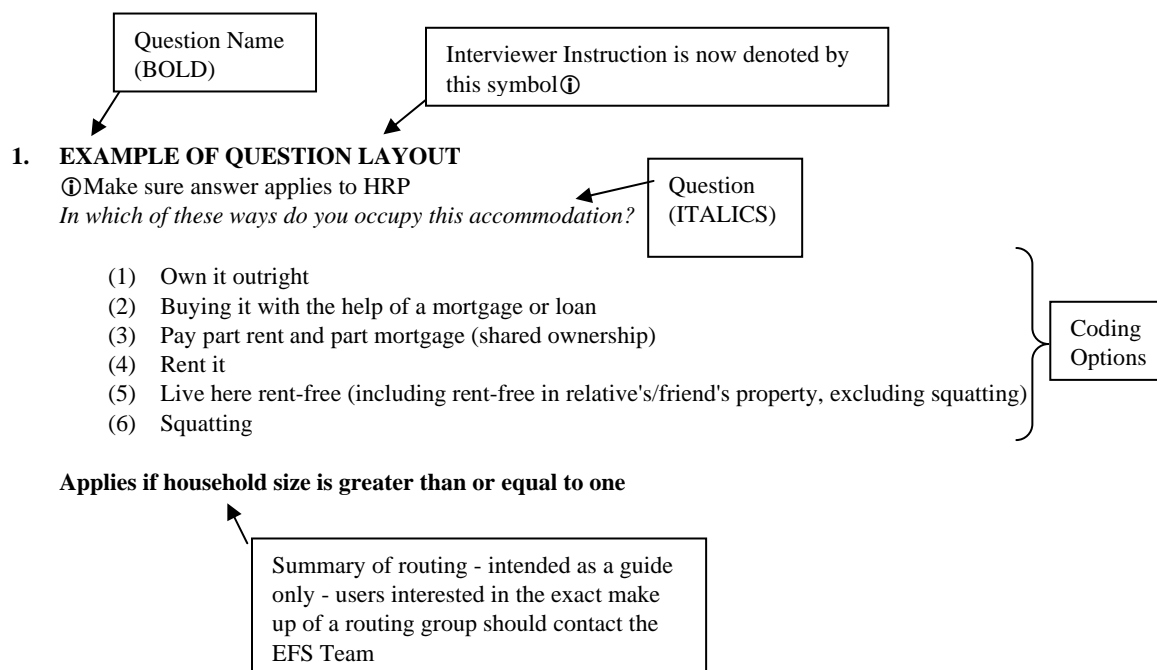 Question Name
(BOLD)
Interviewer Instruction is now denoted by
this symbolⓘ
1. EXAMPLE OF QUESTION LAYOUT
ⓘMake sure answer applies to HRP
In which of these ways do you occupy this accommodation?
Question
(ITALICS)
(1) Own it outright
(2) Buying it with the help of a mortgage or loan
(3) Pay part rent and part mortgage (shared ownership)
(4) Rent it
(5) Live here rent-free (including rent-free in relative's/friend's property, excluding squatting)
(6) Squatting
Coding
Options
Applies if household size is greater than or equal to one
Summary of routing - intended as a guide
only - users interested in the exact make
up of a routing group should contact the
EFS Team